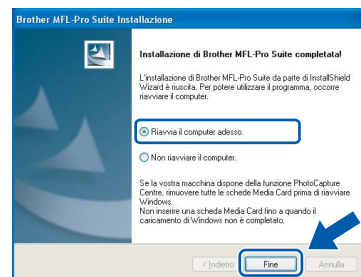 Brother MFL-Pro Suite Installazione
Installazione di Brother MFL-Pro Suite completata!
L'installazione di Brother MFL-Pro Suite da parte di InstallShield
Wizard è riuscita. Per potere utilizzare il programma, occorre
riavviare il computer.
Riavvia il computer adesso.
Non riavviare il computer.
Se la vostra macchina dispone della funzione PhotoCapture
Centre, rimuovere tutte le schede Media Card prima di riavviare
Windows.
Non inserire una scheda Media Card fino a quando il
caricamento di Windows non è completato.
< Indietro Fine Annulla